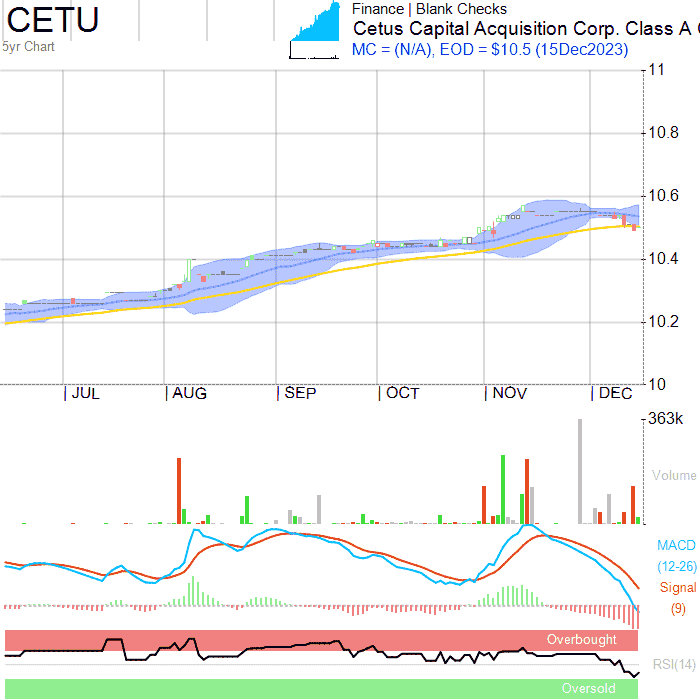 CETU
5yr Chart
Finance | Blank Checks
Cetus Capital Acquisition Corp. Class A
MC = (N/A), EOD = $10.5 (15Dec2023)
11
10.8
10.6
10.4
10.2
10
JUL
AUG
SEP
OCT
NOV
DEC
363k
Volume
MACD
(12-26)
Signal
(9)
Overbought
RSI(14)
Oversold